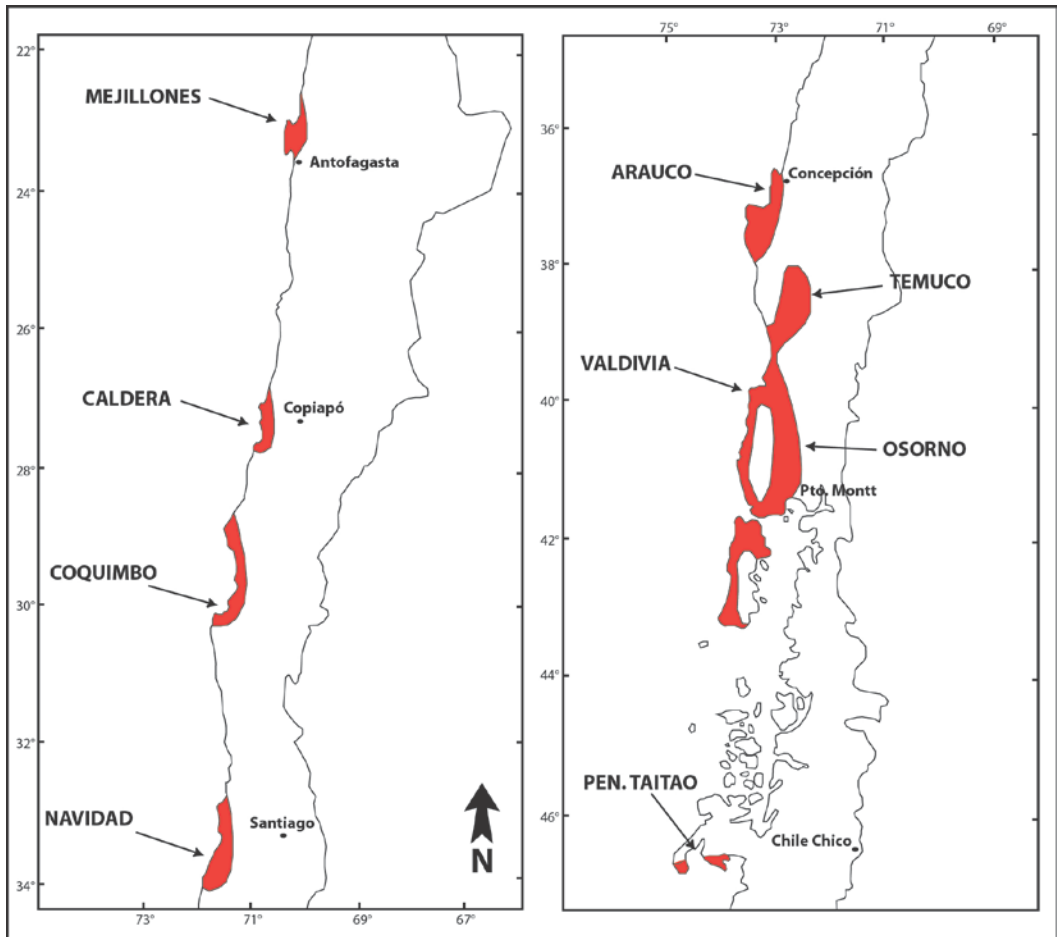 22°
24°
26°
28°
30°
32°
34°
73°
71°
69°
67°
MEJILLONES
Antofagasta
CALDERA
Copiapó
COQUIMBO
NAVIDAD
Santiago
N
75°
73°
71°
69°
36°
38°
40°
42°
44°
46°
ARAUCO
Concepción
TEMUCO
VALDIVIA
OSORNO
Pto. Montt
PEN. TAITAO
Chile Chico